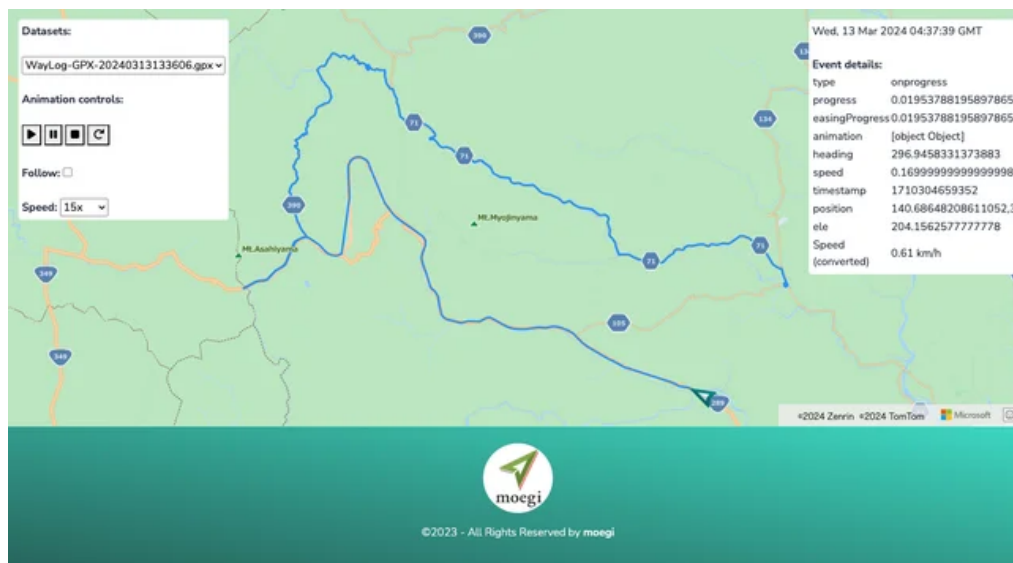 Datasets:
WayLog-GPX-20240313133606.gpx
Animation controls:
Follow:
Speed: 15x
Wed, 13 Mar 2024 04:37:39 GMT
Event details:
type onprogress
progress 0.01953788195897865
easingProgress 0.01953788195897865
animation [object Object]
heading 296.9458331373883
speed 0.16999999999999998
timestamp 1710304659352
position 140.68648208611052,3
ele 204.1562577777778
Speed (converted) 0.61 km/h
390
134
71
71
390
Mt.Myojinyama
Mt.Asahiyama
71
71
349
105
349
289
©2024 Zenrin ©2024 TomTom Microsoft
moegi
©2023 - All Rights Reserved by moegi